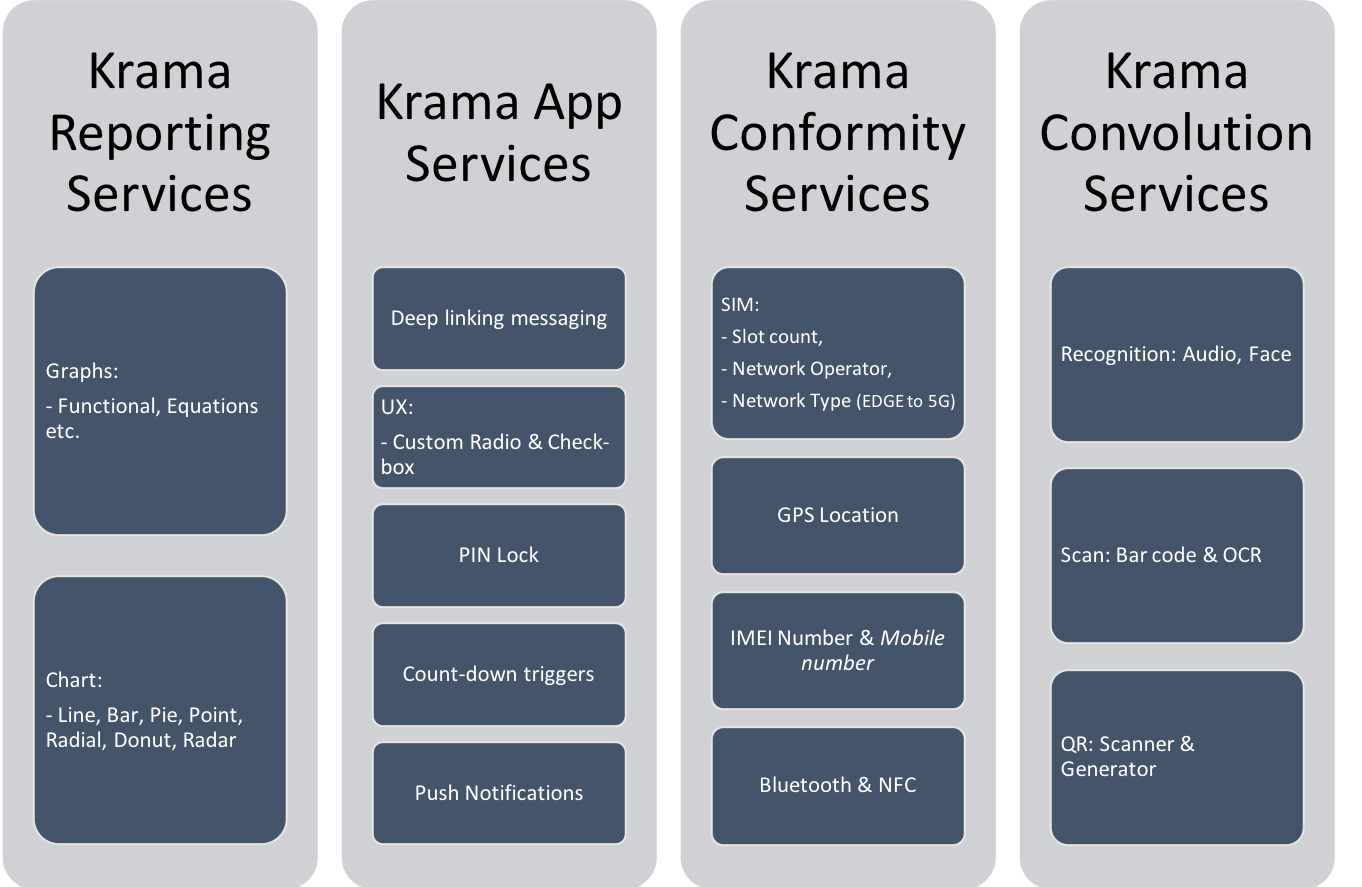 Krama
Reporting
Services
Graphs:
- Functional, Equations
etc.
Chart:
- Line, Bar, Pie, Point,
Radial, Donut, Radar
Krama App
Services
Deep linking messaging
UX:
- Custom Radio & Check-
box
PIN Lock
Count-down triggers
Push Notifications
Krama
Conformity
Services
SIM:
- Slot count,
- Network Operator,
- Network Type (EDGE to 5G)
GPS Location
IMEI Number & Mobile
number
Bluetooth & NFC
Krama
Convolution
Services
Recognition: Audio, Face
Scan: Bar code & OCR
QR: Scanner &
Generator